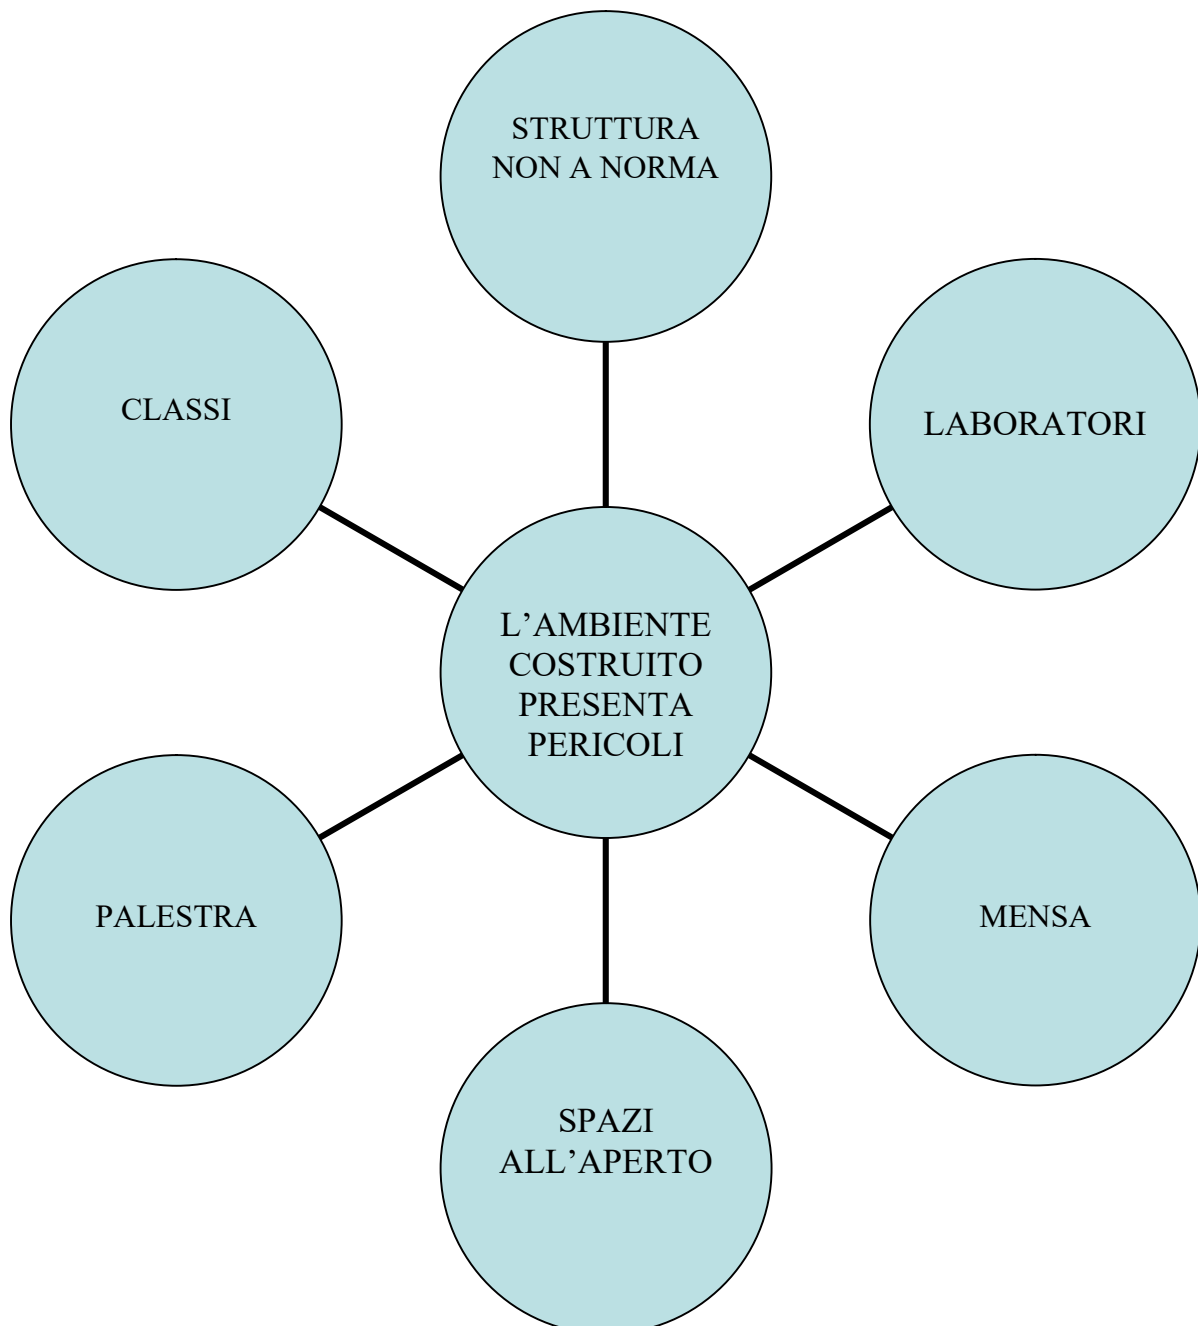 STRUTTURA
NON A NORMA
CLASSI
LABORATORI
L’AMBIENTE
COSTRUITO
PRESENTA
PERICOLI
PALESTRA
MENSA
SPAZI
ALL’APERTO